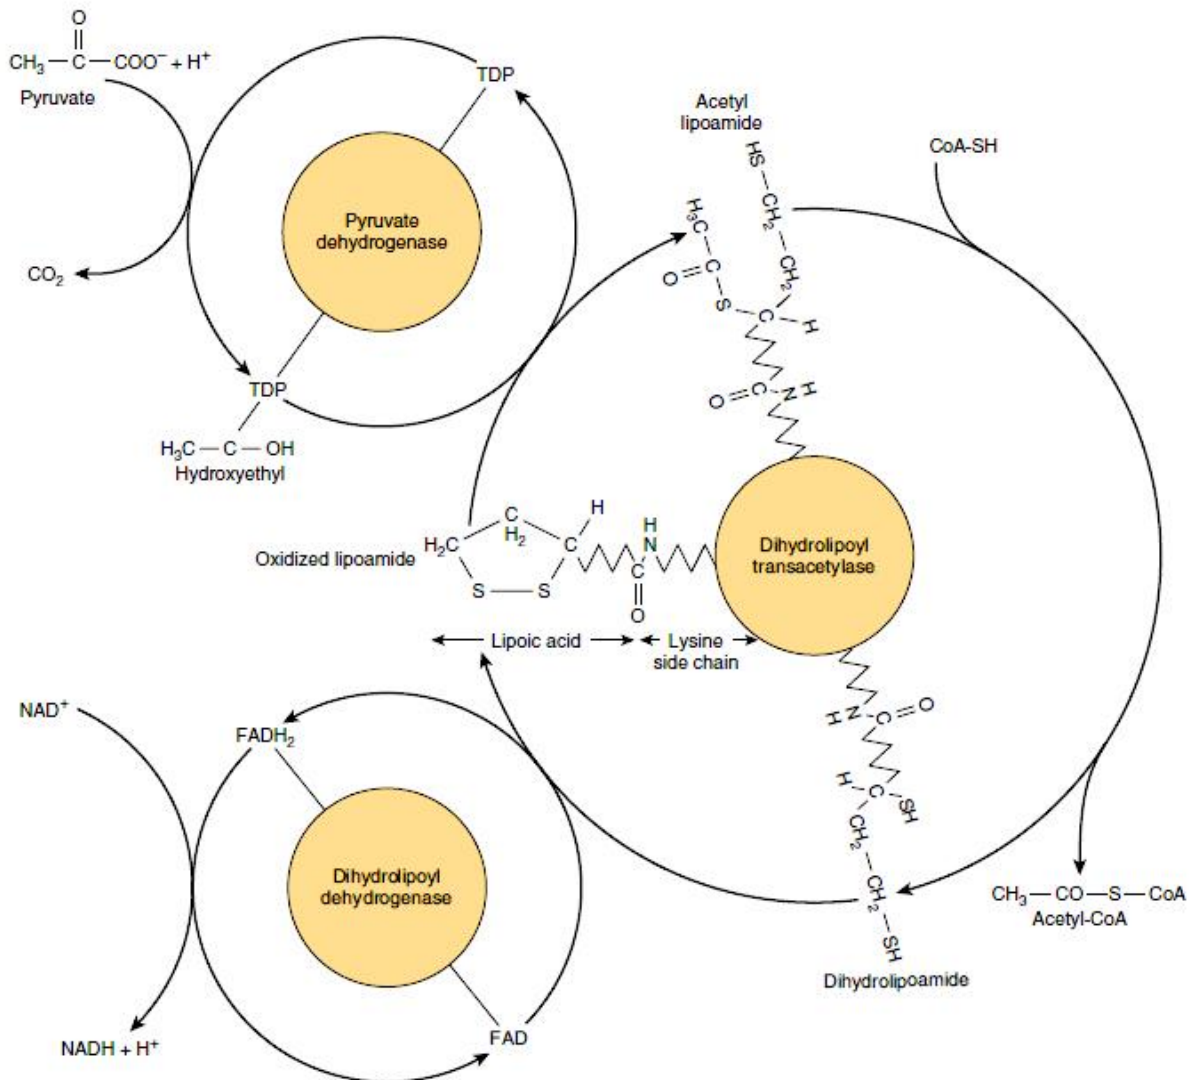 O
CH₃ — C — COO⁻ + H⁺
Pyruvate
TDP
Pyruvate
dehydrogenase
CO₂
TDP
H₃C — C — OH
Hydroxyethyl
Acetyl
lipoamide
HS — CH₂ — CH₂
H₃C — C
O
S
C
H
O
C
N
H
CoA-SH
Oxidized lipoamide
H₂C
C
H₂
C
H
S — S
H
N
C
O
Lipoic acid
Lysine
side chain
Dihydrolipoyl
transacetylase
H
N
C
O
H
C
SH
CH₂ — CH₂ — SH
Dihydrolipoamide
CH₃ — CO — S — CoA
Acetyl-CoA
NAD⁺
FADH₂
Dihydrolipoyl
dehydrogenase
FAD
NADH + H⁺